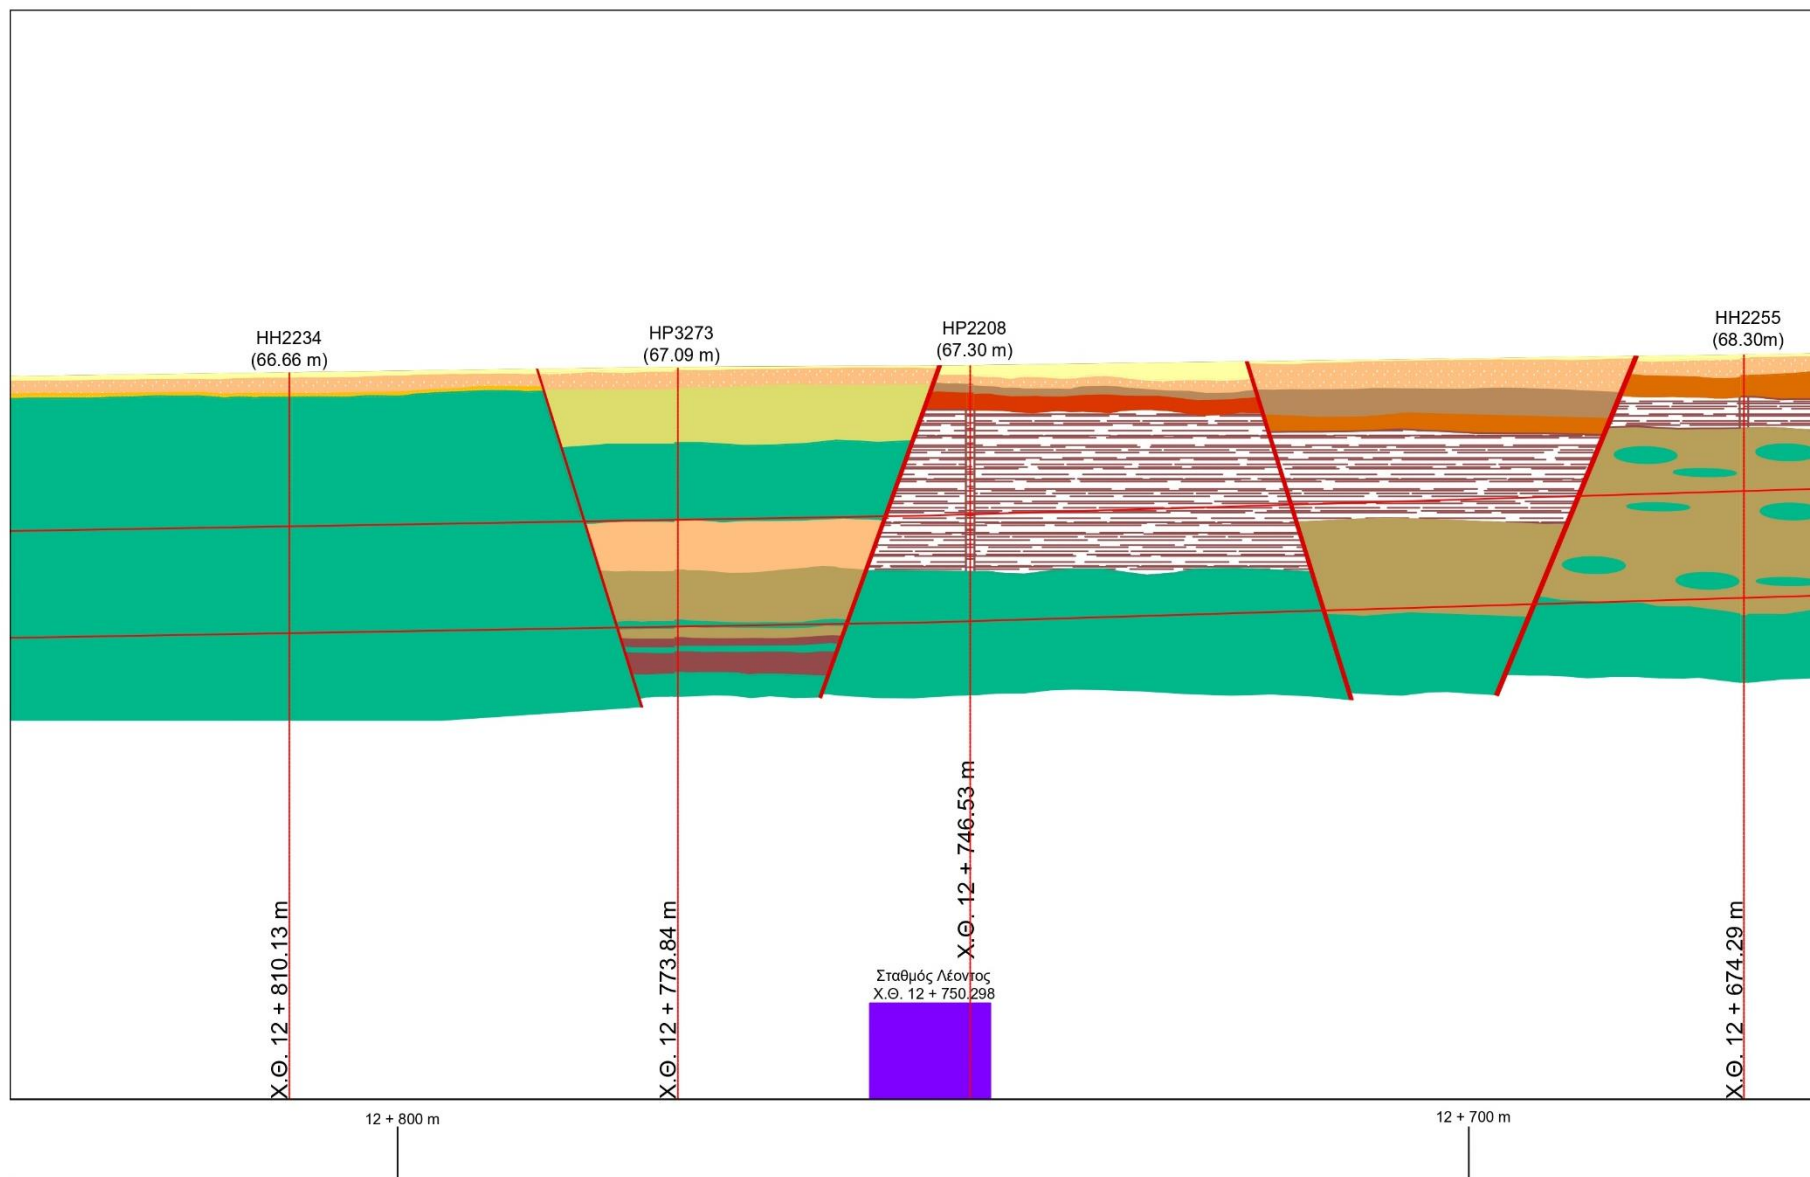 HH2234
(66.66 m)
HP3273
(67.09 m)
HP2208
(67.30 m)
HH2255
(68.30m)
Χ.Θ. 12 + 810.13 m
Χ.Θ. 12 + 773.84 m
Χ.Θ. 12 + 746.53 m
Χ.Θ. 12 + 674.29 m
Σταθμός Λέοντος
Χ.Θ. 12 + 750.298
12 + 800 m
12 + 700 m